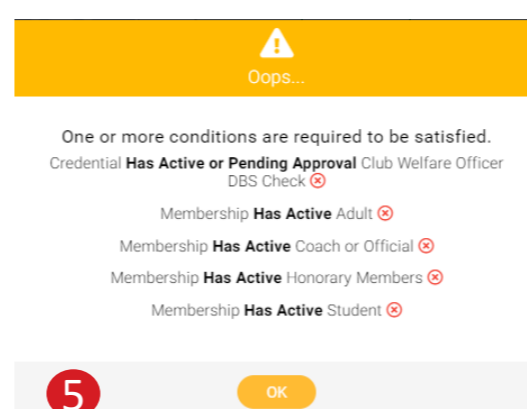 Oops...
One or more conditions are required to be satisfied.
Credential Has Active or Pending Approval Club Welfare Officer
DBS Check
Membership Has Active Adult
Membership Has Active Coach or Official
Membership Has Active Honorary Members
Membership Has Active Student
5
OK